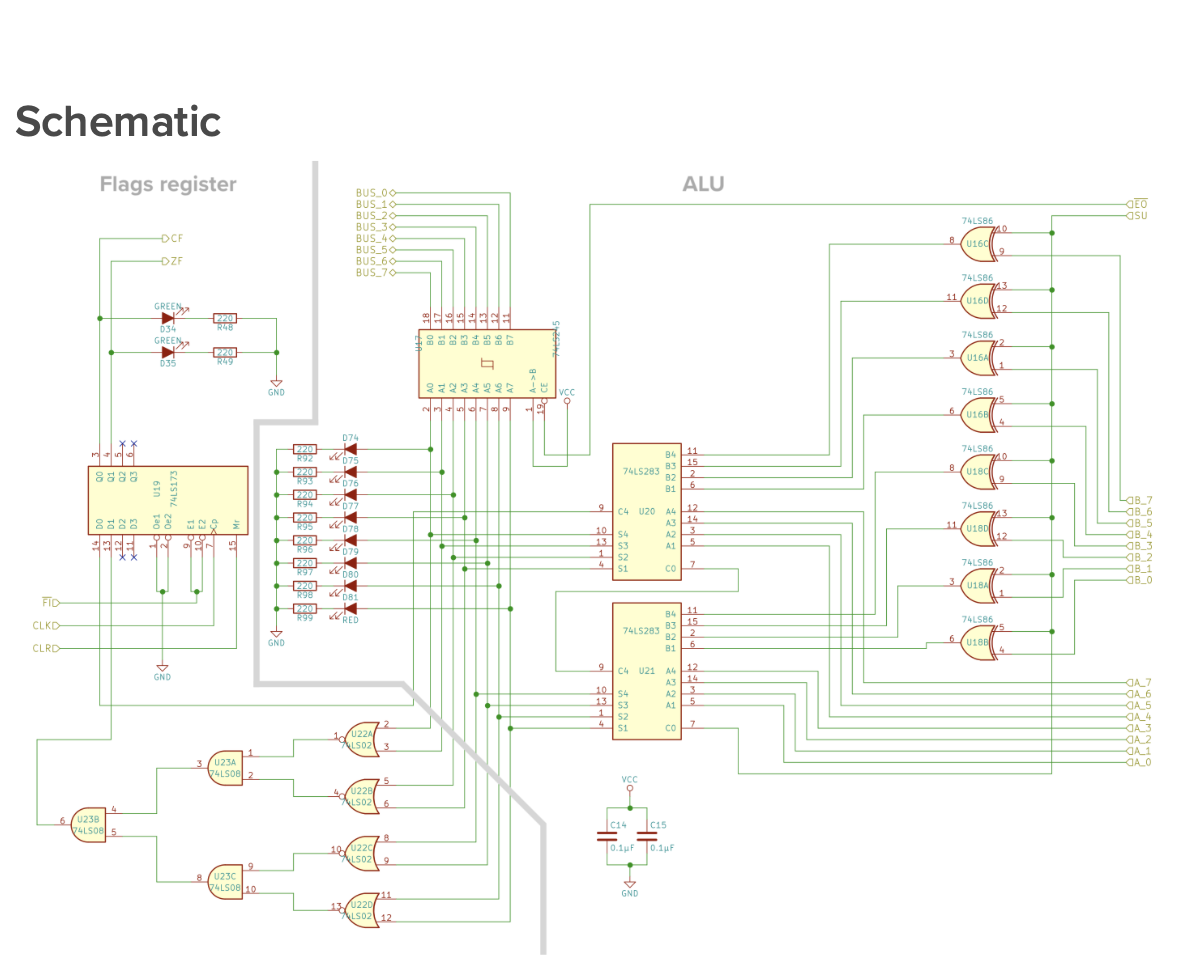 Schematic
Flags register
ALU
BUS_0
BUS_1
BUS_2
BUS_3
BUS_4
BUS_5
BUS_6
BUS_7
EO
SU
CF
ZF
GREEN
D34
220
R48
GREEN
D35
220
R49
GND
18 17 16 15 14 13 12 11
U17
B0 B1 B2 B3 B4 B5 B6 B7
74LS245
A0 A1 A2 A3 A4 A5 A6 A7 A->B CE
2 3 4 5 6 7 8 9 1 19
VCC
3 4 5 6
Q0 Q1 Q2 Q3
U19
74LS173
D0 D1 D2 D3 Oe1 Oe2 E1 E2 Cp Mr
14 13 12 11 1 2 9 10 7 15
FI
CLK
CLR
GND
D74
220
R92
D75
220
R93
D76
220
R94
D77
220
R95
D78
220
R96
D79
220
R97
D80
220
R98
D81
220
R99
RED
GND
74LS283
U20
B4 11
B3 15
B2 2
B1 6
9 C4
A4 12
A3 14
A2 3
A1 5
10 S4
13 S3
1 S2
4 S1
C0 7
74LS283
U21
B4 11
B3 15
B2 2
B1 6
9 C4
A4 12
A3 14
A2 3
A1 5
10 S4
13 S3
1 S2
4 S1
C0 7
74LS86
8 U16C 10 9
74LS86
11 U16D 13 12
74LS86
3 U16A 2 1
74LS86
6 U16B 5 4
74LS86
8 U18C 10 9
74LS86
11 U18D 13 12
74LS86
3 U18A 2 1
74LS86
6 U18B 5 4
B_7
B_6
B_5
B_4
B_3
B_2
B_1
B_0
A_7
A_6
A_5
A_4
A_3
A_2
A_1
A_0
1 U22A 2
74LS02 3
4 U22B 5
74LS02 6
10 U22C 8
74LS02 9
13 U22D 11
74LS02 12
3 U23A 1
74LS08 2
6 U23B 4
74LS08 5
8 U23C 9
74LS08 10
VCC
C14 C15
0.1µF 0.1µF
GND